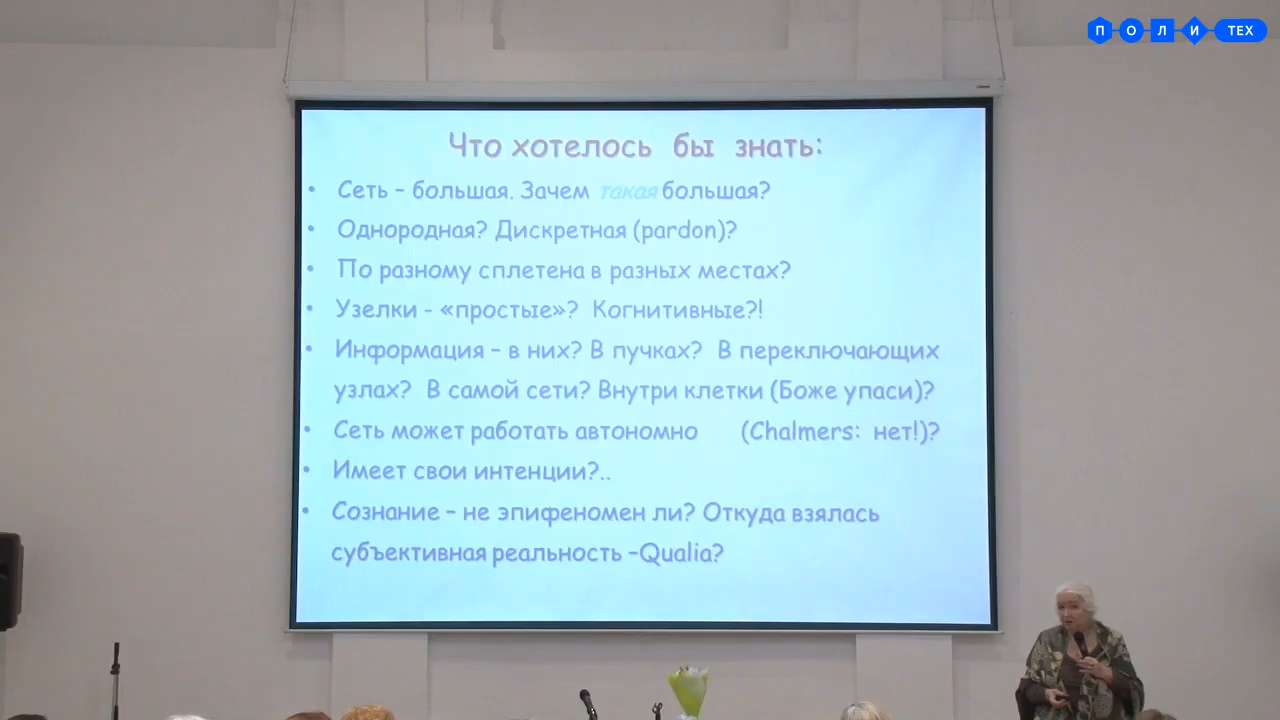 ПОЛИТЕХ
Что хотелось бы знать:
• Сеть – большая. Зачем такая большая?
• Однородная? Дискретная (pardon)?
• По разному сплетена в разных местах?
• Узелки - «простые»? Когнитивные?!
• Информация – в них? В пучках? В переключающих
узлах? В самой сети? Внутри клетки (Боже упаси)?
• Сеть может работать автономно (Chalmers: нет!)?
• Имеет свои интенции?..
• Сознание – не эпифеномен ли? Откуда взялась
субъективная реальность –Qualia?